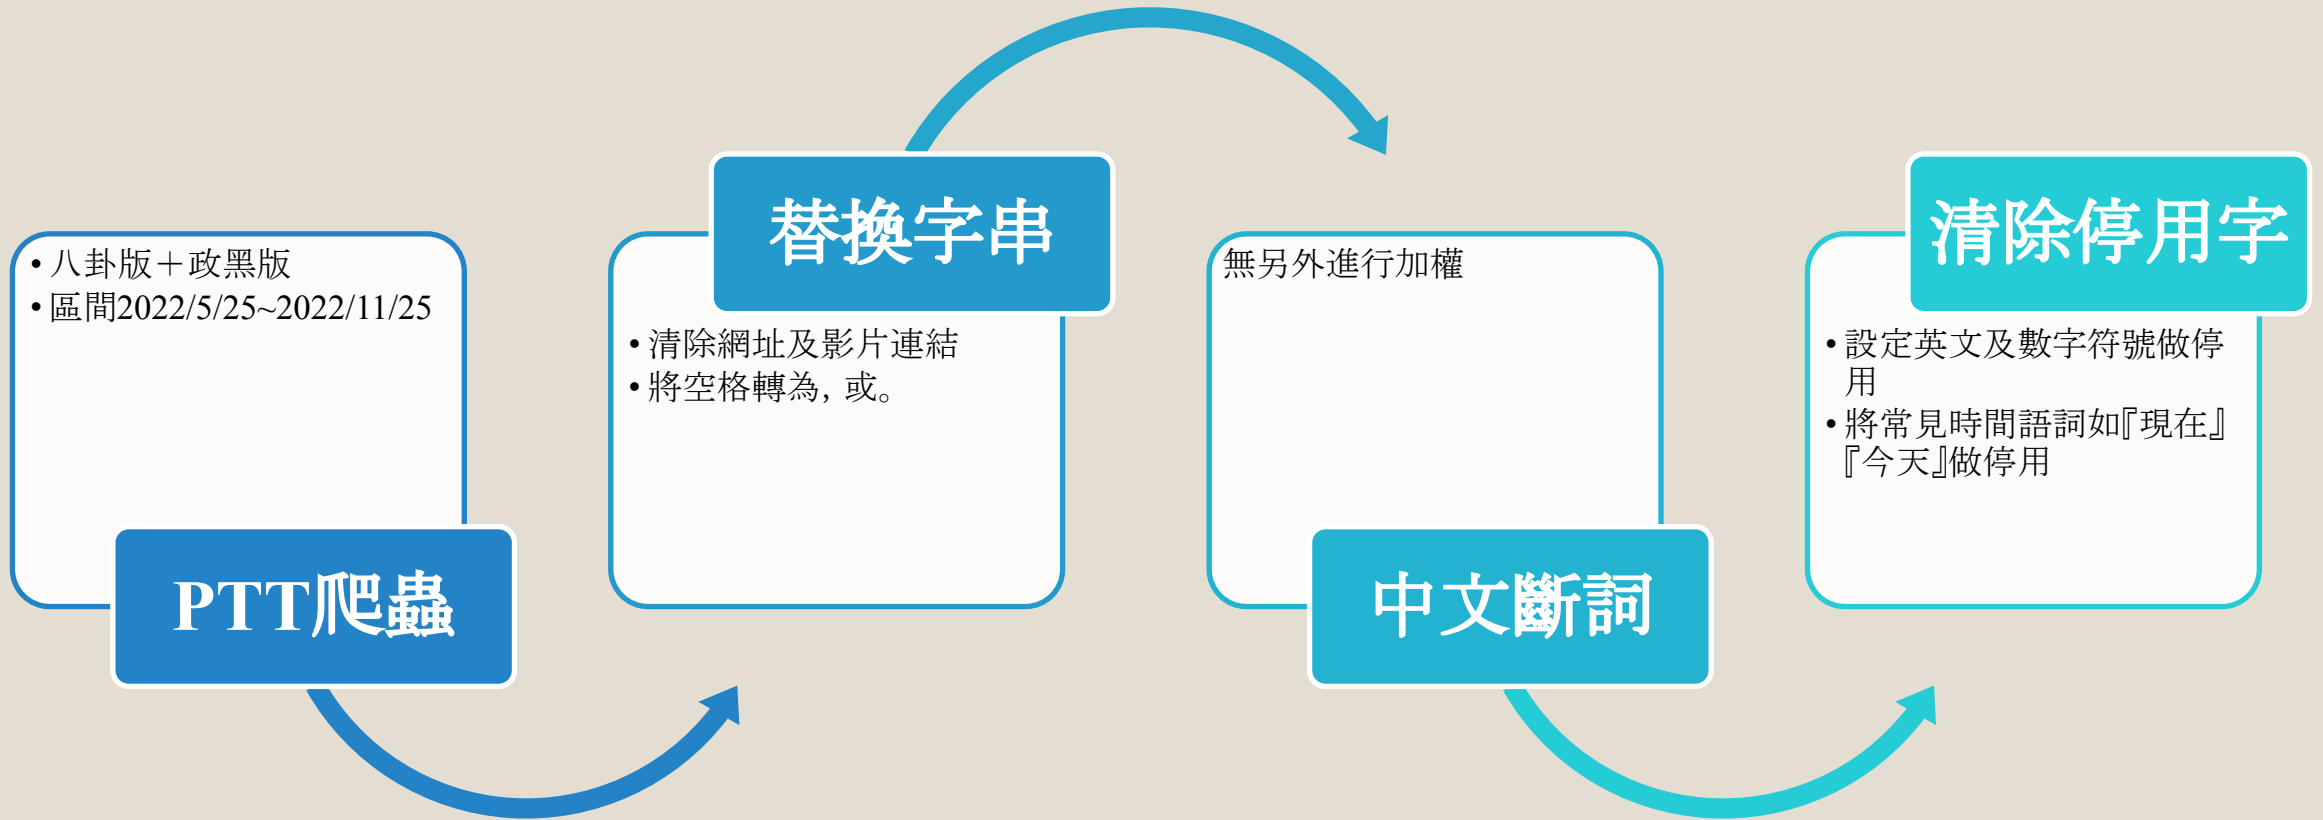 • 八卦版＋政黑版
• 區間2022/5/25~2022/11/25
PTT爬蟲
替換字串
• 清除網址及影片連結
• 將空格轉為，或。
無另外進行加權
中文斷詞
清除停用字
• 設定英文及數字符號做停
用
• 將常見時間語詞如『現在』
『今天』做停用